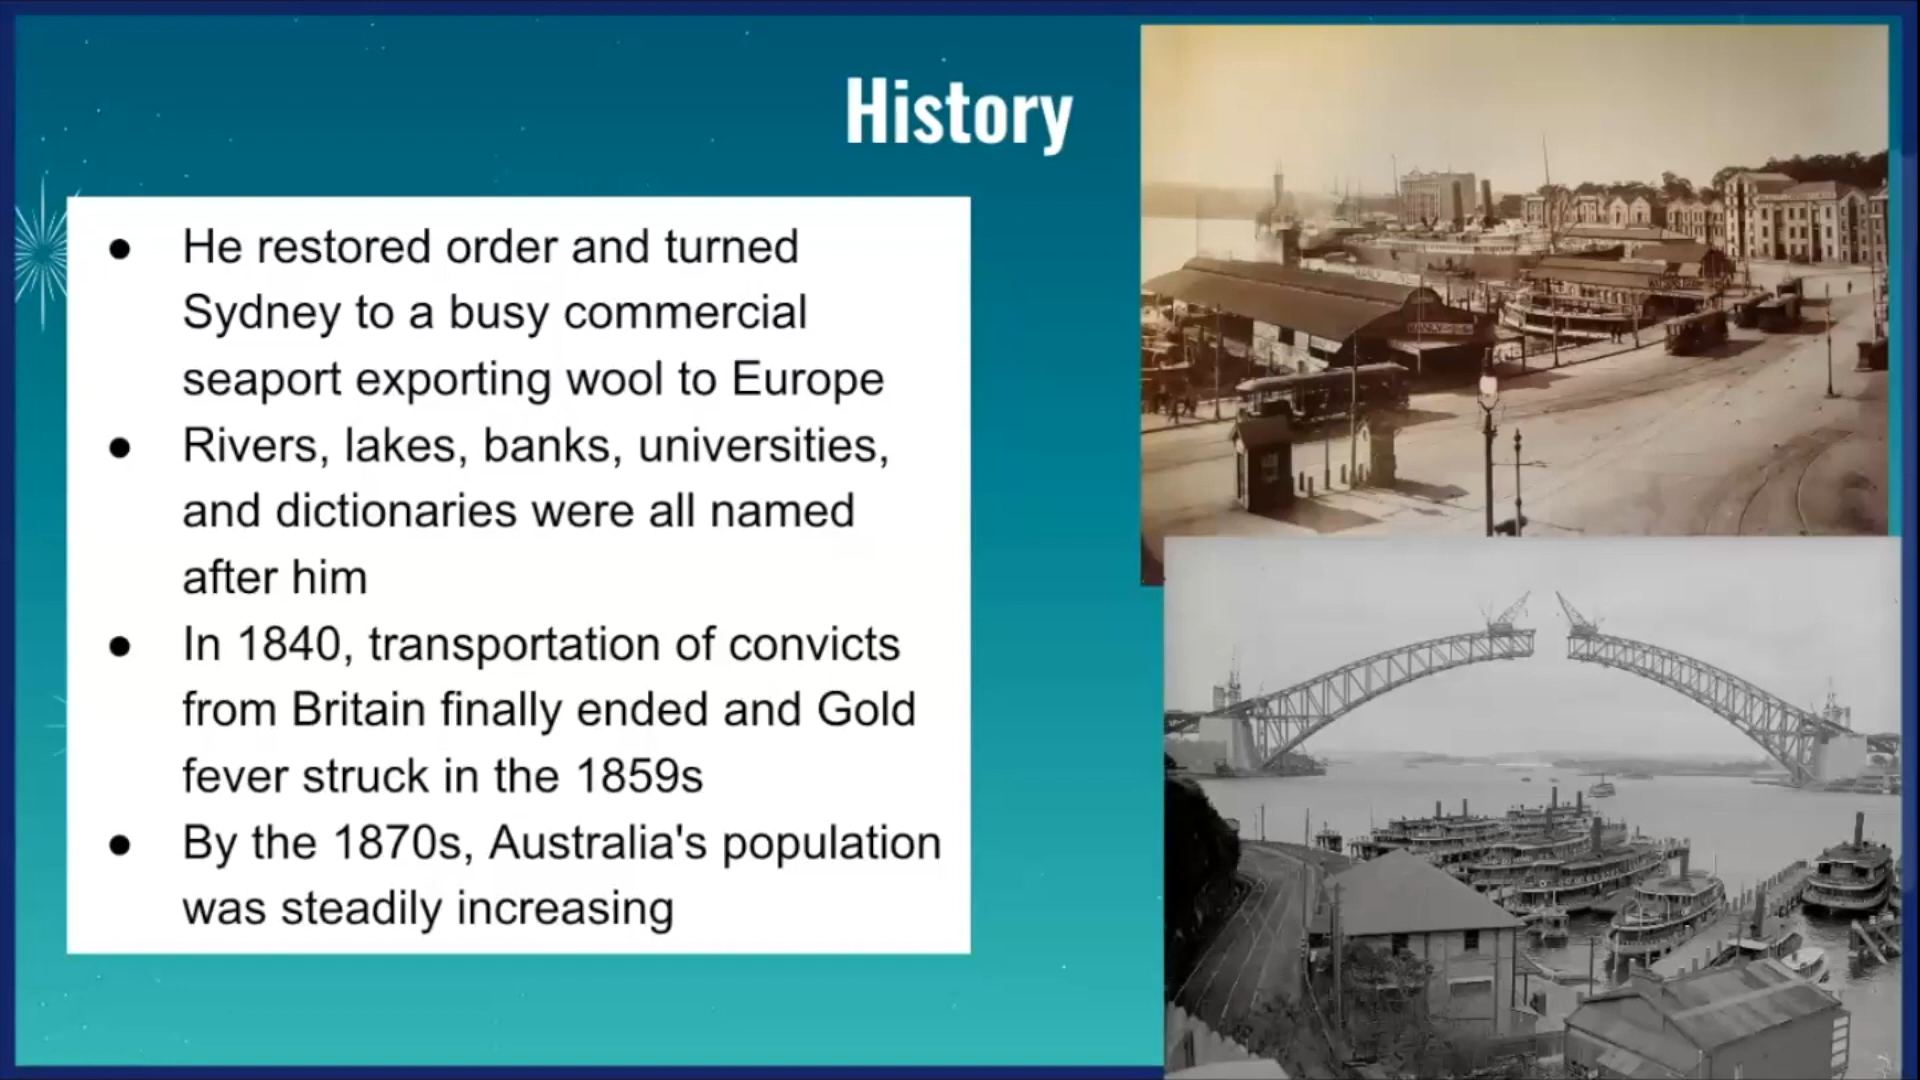 History
● He restored order and turned
Sydney to a busy commercial
seaport exporting wool to Europe
● Rivers, lakes, banks, universities,
and dictionaries were all named
after him
● In 1840, transportation of convicts
from Britain finally ended and Gold
fever struck in the 1859s
● By the 1870s, Australia's population
was steadily increasing
MANLY